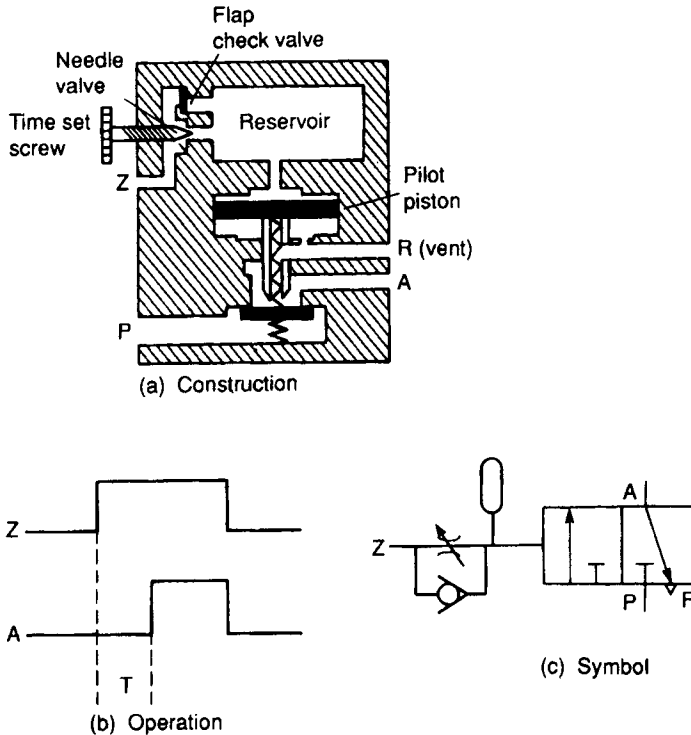 Flap
check valve
Needle
valve
Time set
screw
Reservoir
Z
Pilot
piston
R (vent)
A
P
(a) Construction
Z
A
T
(b) Operation
Z
A
P
R
(c) Symbol